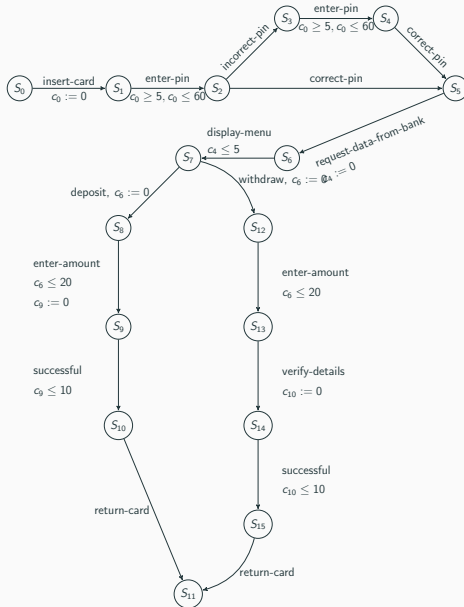 S3
enter-pin
c0 ≥ 5, c0 ≤ 60
S4
incorrect-pin
correct-pin
S0
insert-card
c0 := 0
S1
enter-pin
c0 ≥ 5, c0 ≤ 60
S2
correct-pin
S5
request-data-from-bank
c4 := 0
display-menu
c4 ≤ 5
S7
S6
deposit, c6 := 0
withdraw, c6 := 0
S8
S12
enter-amount
c6 ≤ 20
c9 := 0
enter-amount
c6 ≤ 20
S9
S13
successful
c9 ≤ 10
verify-details
c10 := 0
S10
S14
successful
c10 ≤ 10
return-card
S15
return-card
S11